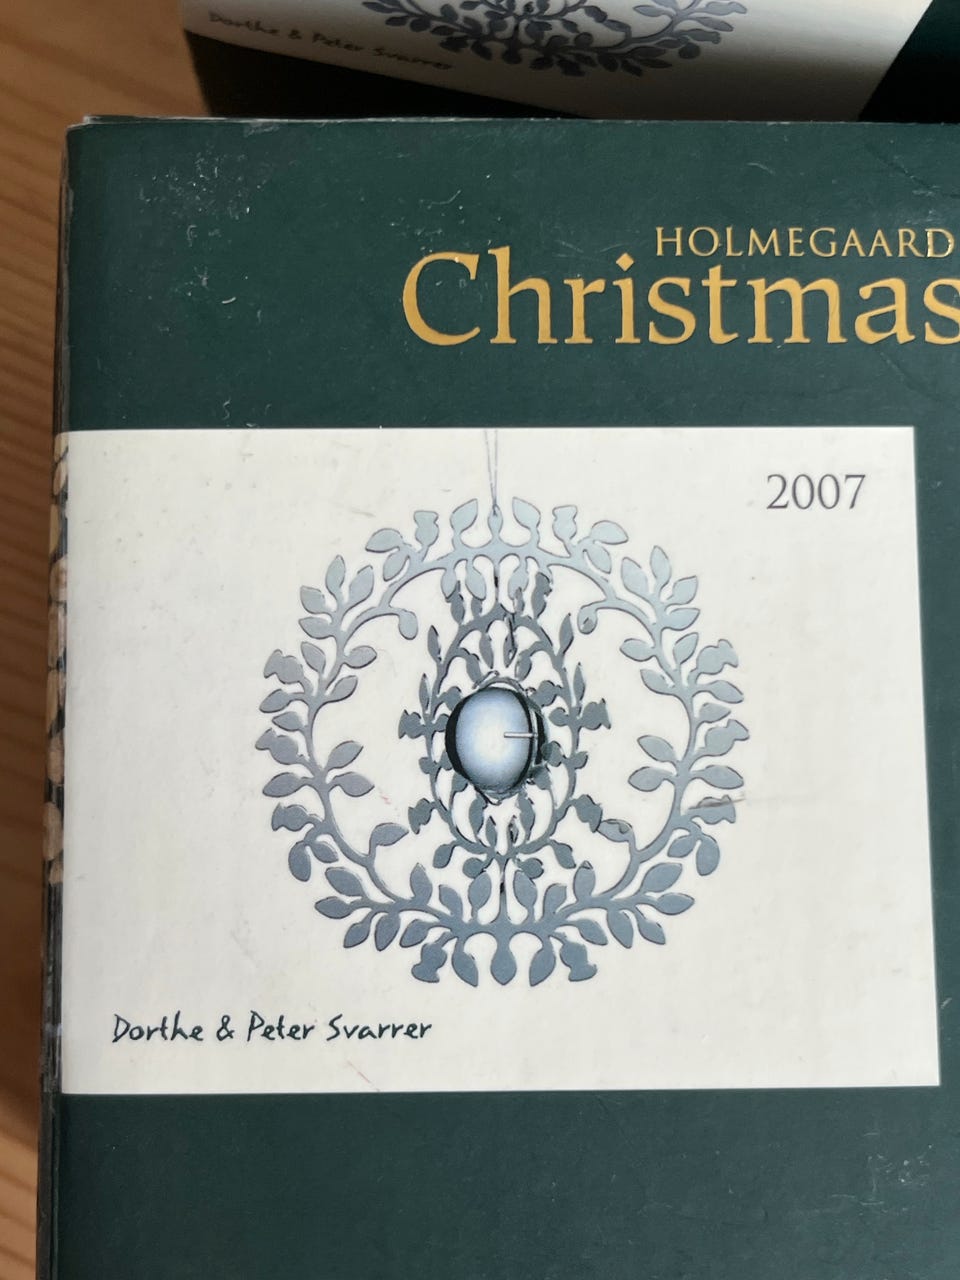 Dorthe & Peter Svarrer
HOLMEGAARD
Christmas
2007
Dorthe & Peter Svarrer